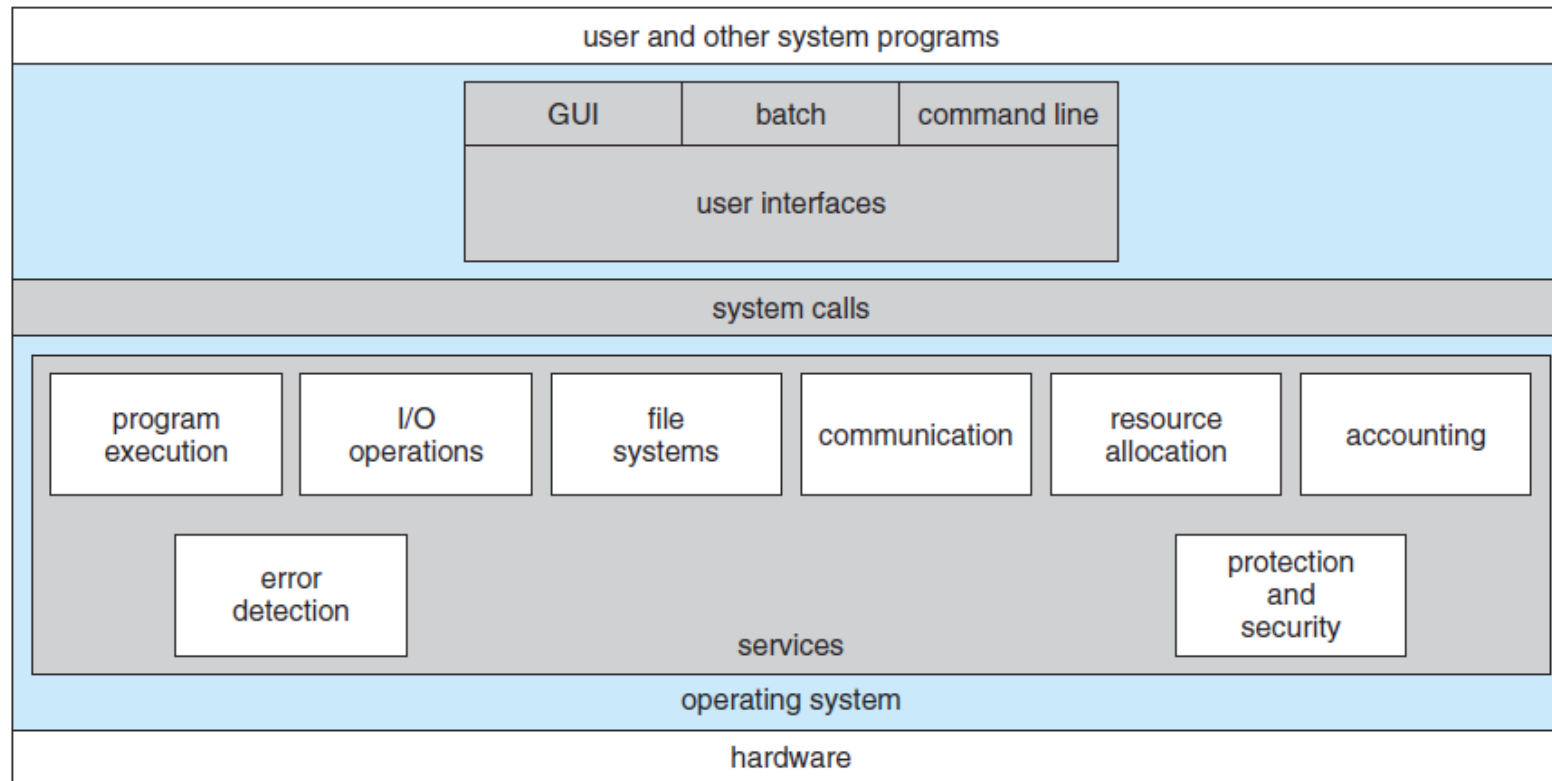 user and other system programs
GUI
batch
command line
user interfaces
system calls
program
execution
I/O
operations
file
systems
communication
resource
allocation
accounting
error
detection
protection
and
security
services
operating system
hardware